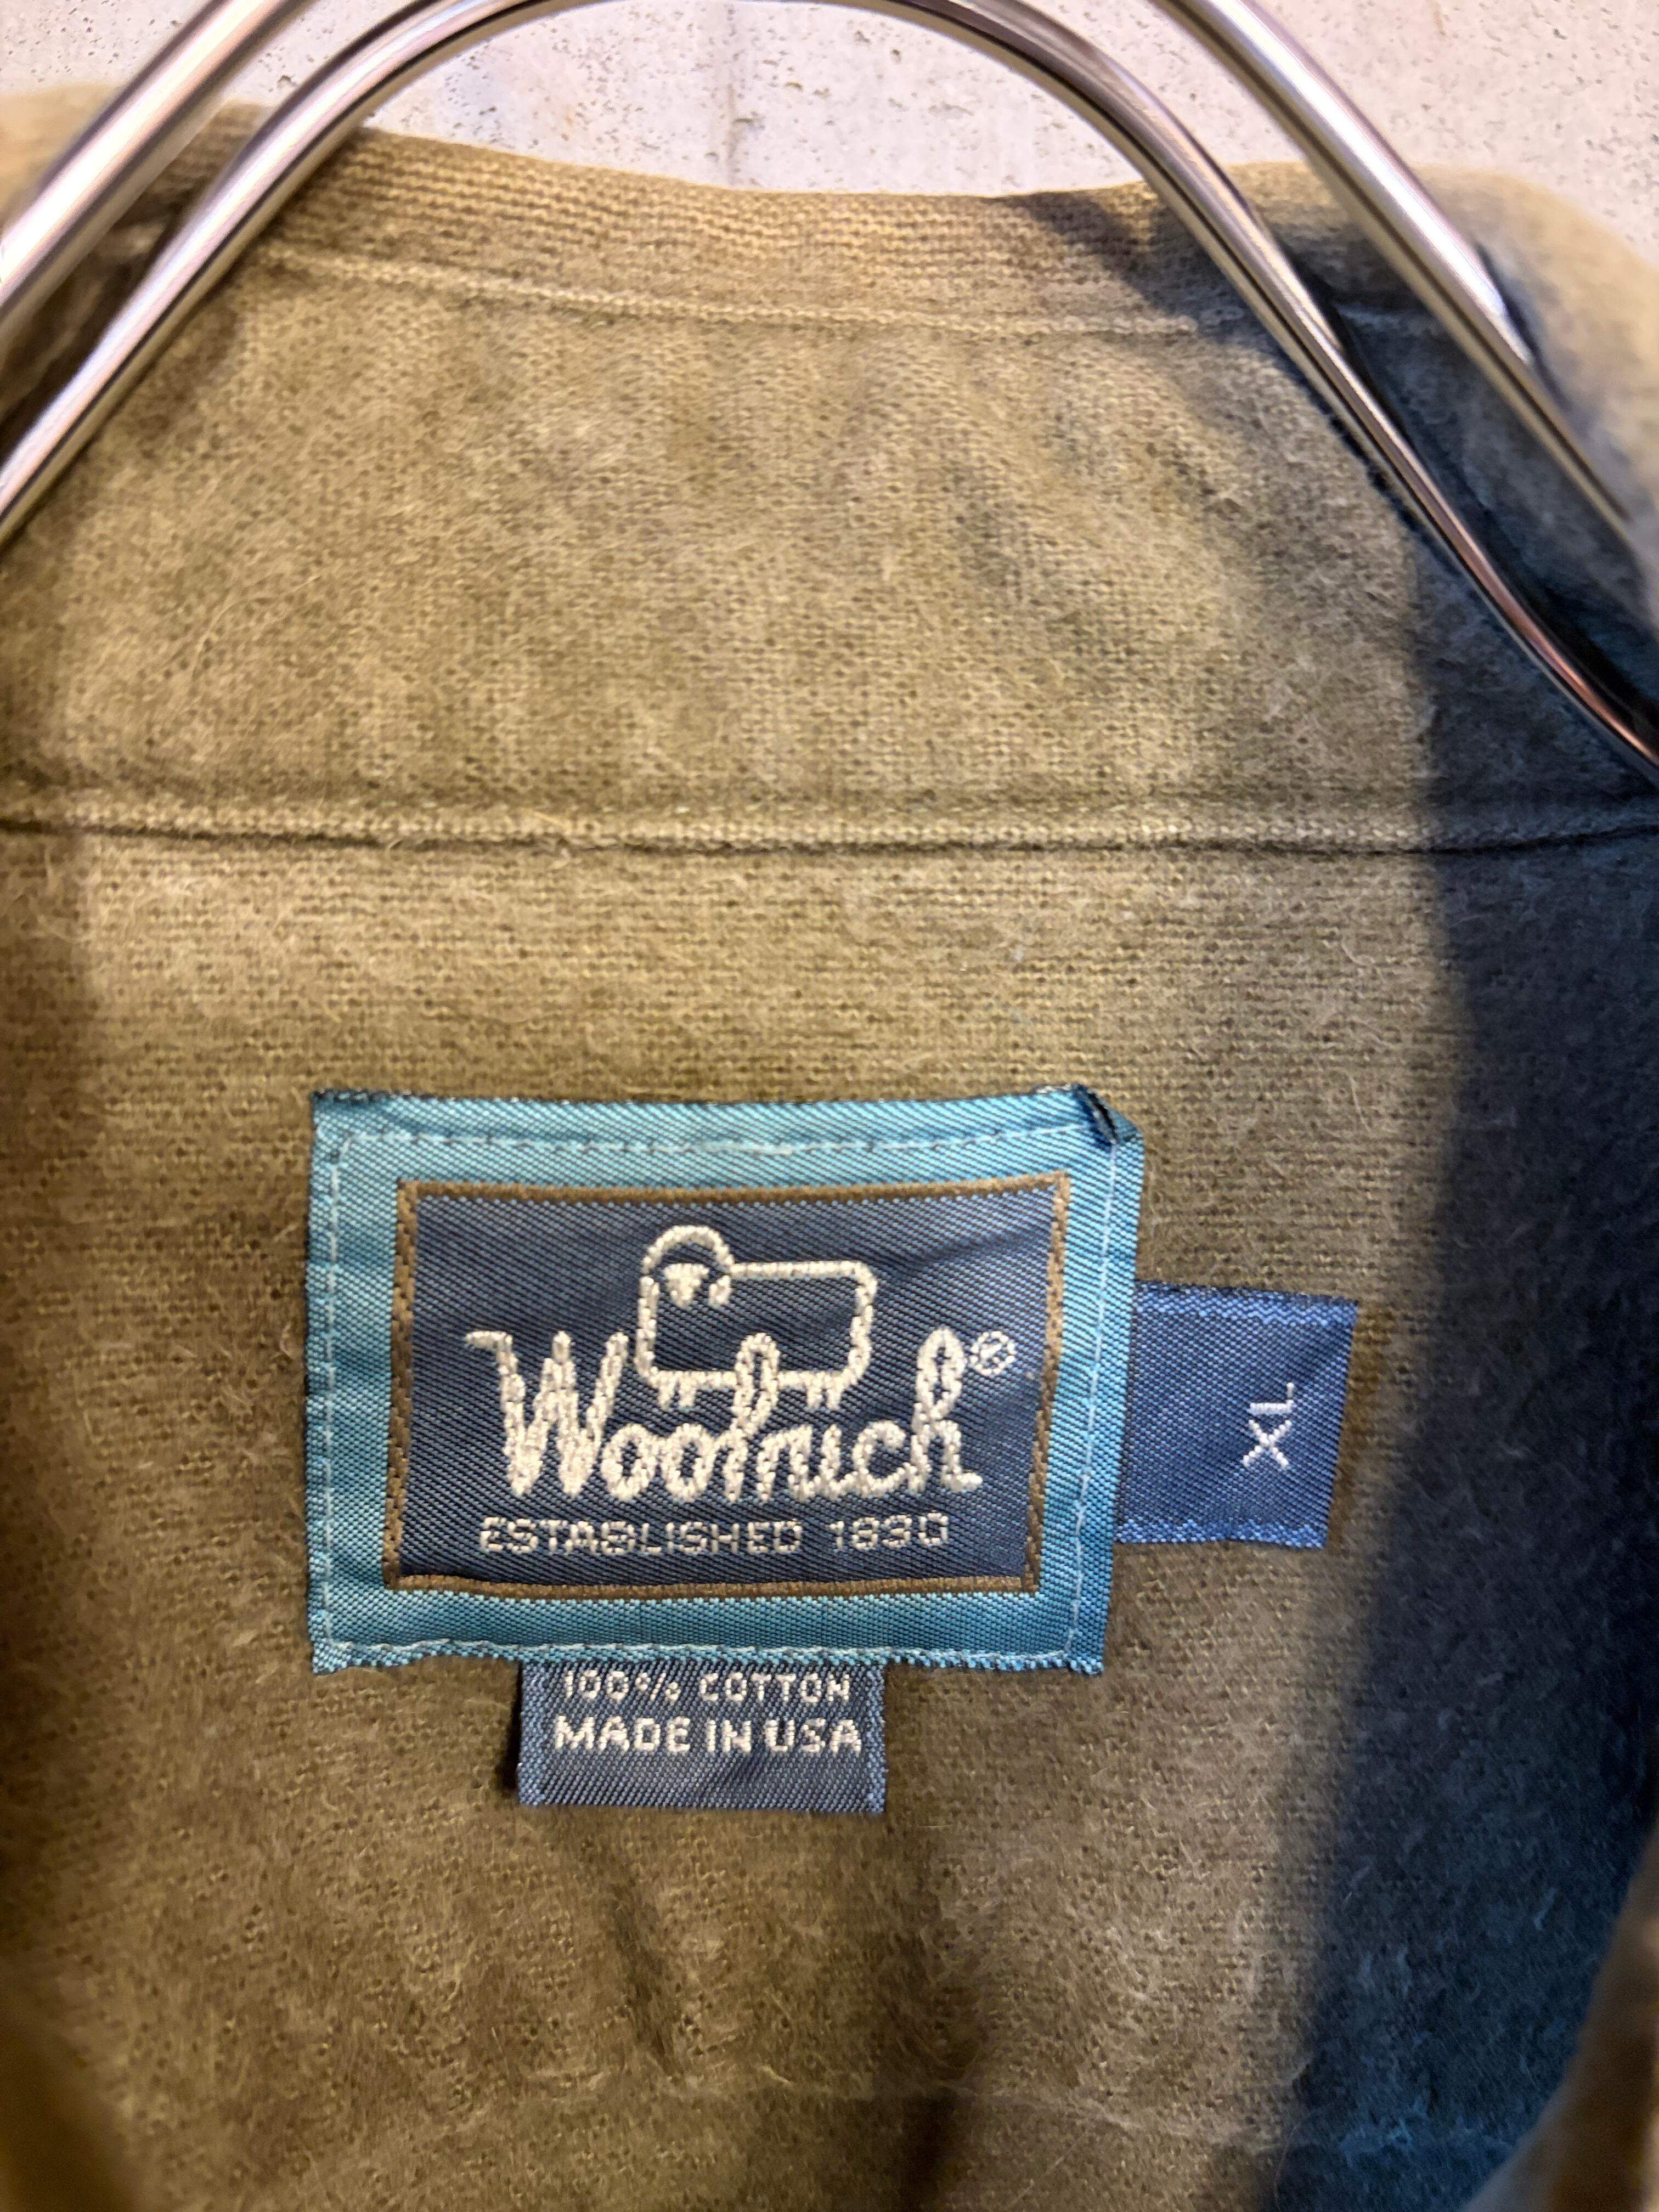 Woolrich®
ESTABLISHED 1830
XL
100% COTTON
MADE IN USA